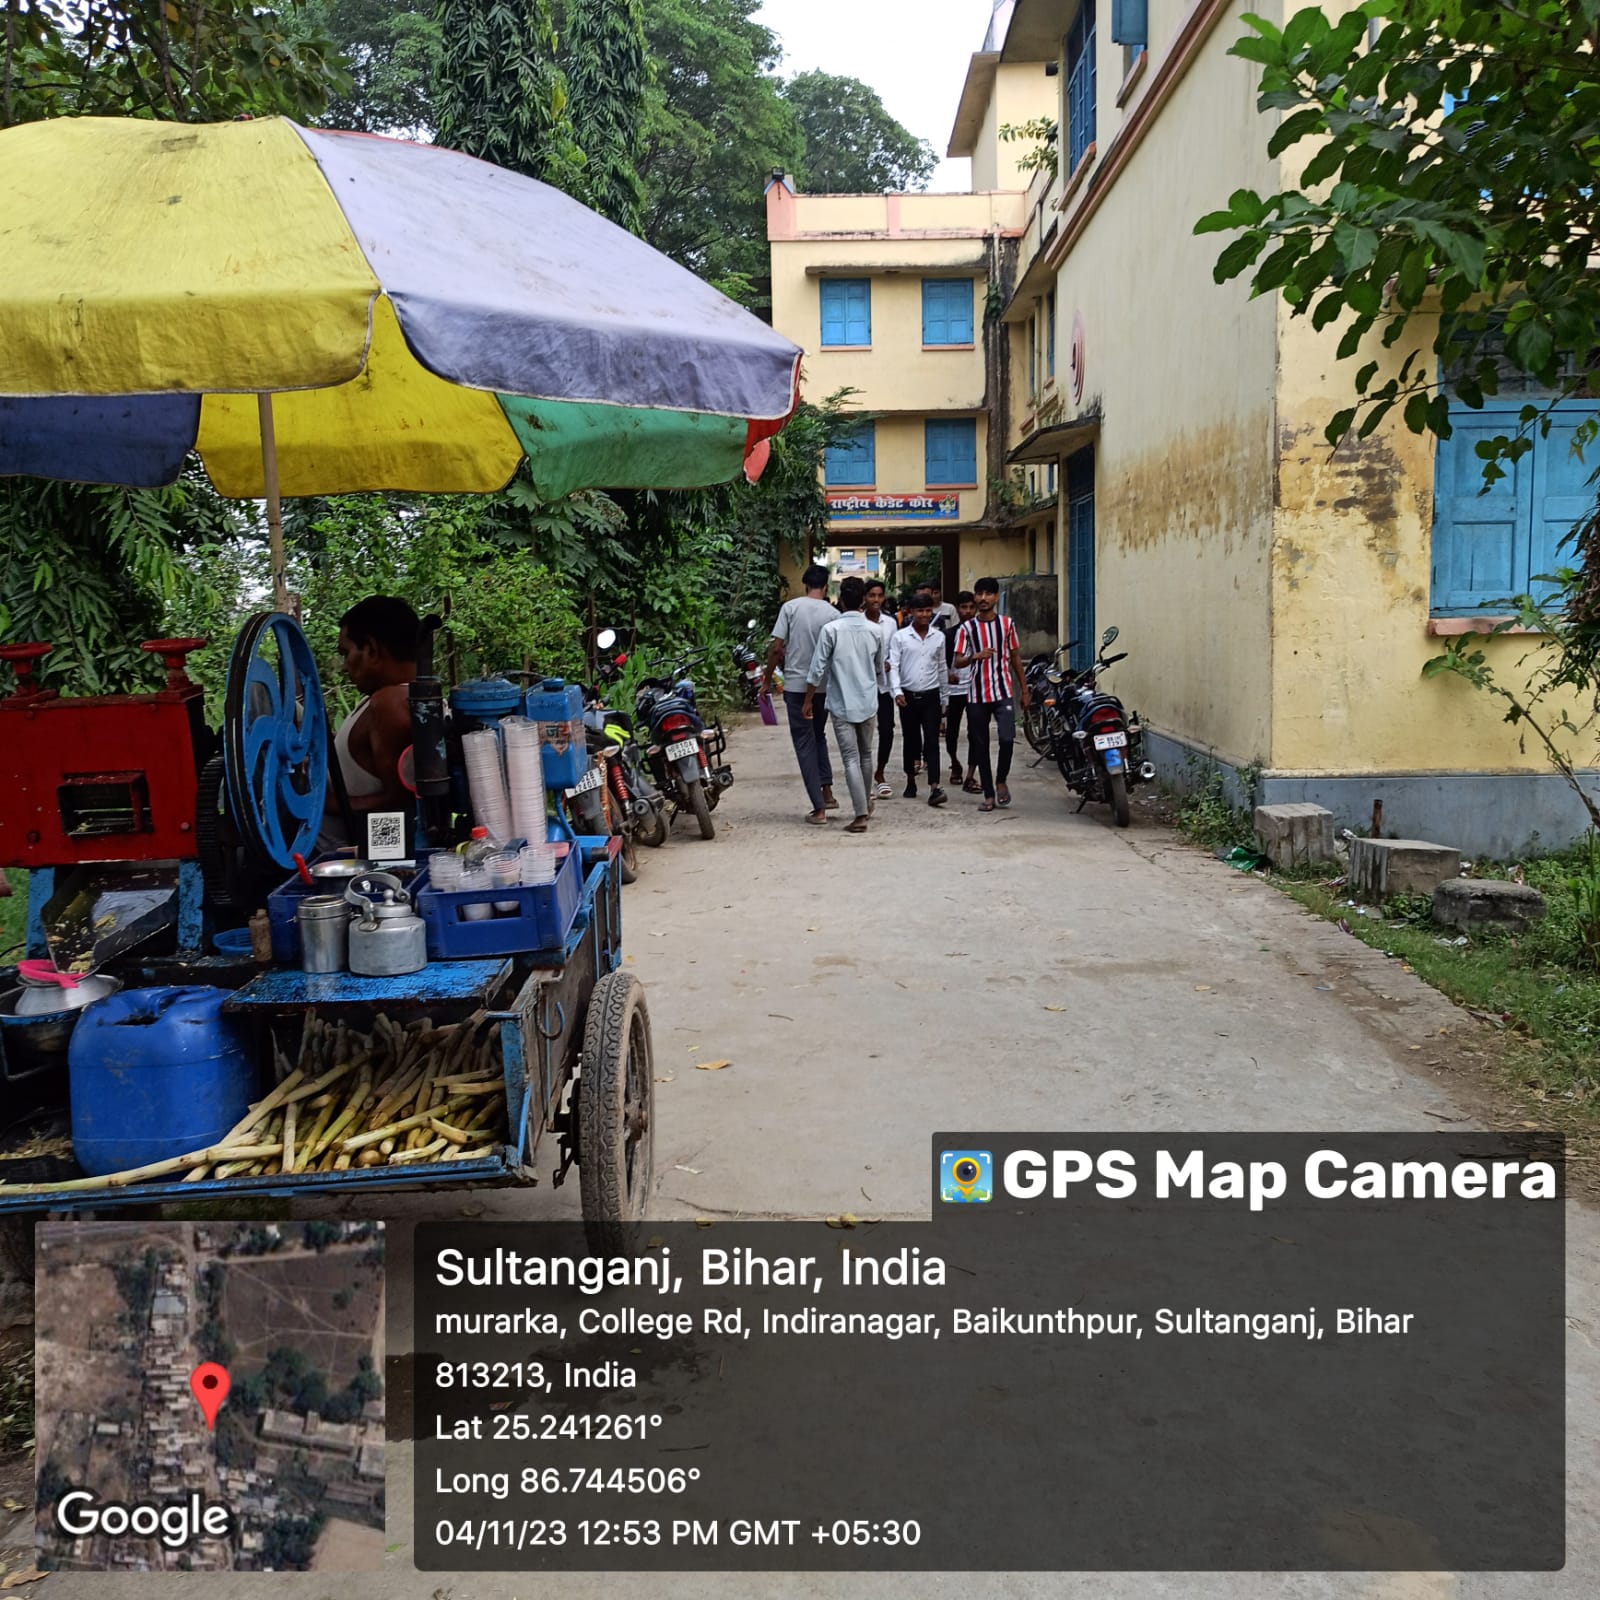 राष्ट्रीय कैडेट कोर
GPS Map Camera
Sultanganj, Bihar, India
murarka, College Rd, Indiranagar, Baikunthpur, Sultanganj, Bihar
813213, India
Lat 25.241261°
Long 86.744506°
04/11/23 12:53 PM GMT +05:30
Google